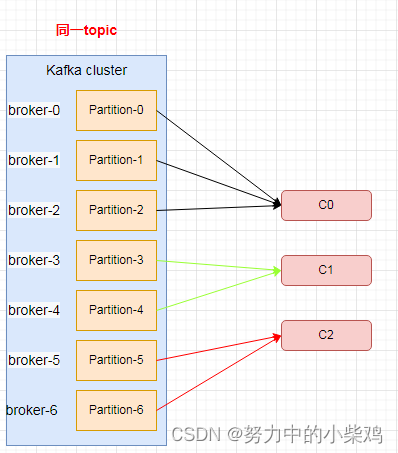 同一topic
Kafka cluster
broker-0 Partition-0
broker-1 Partition-1
broker-2 Partition-2
C0
broker-3 Partition-3
C1
broker-4 Partition-4
C2
broker-5 Partition-5
broker-6 Partition-6
CSDN @努力中的小柴鸡